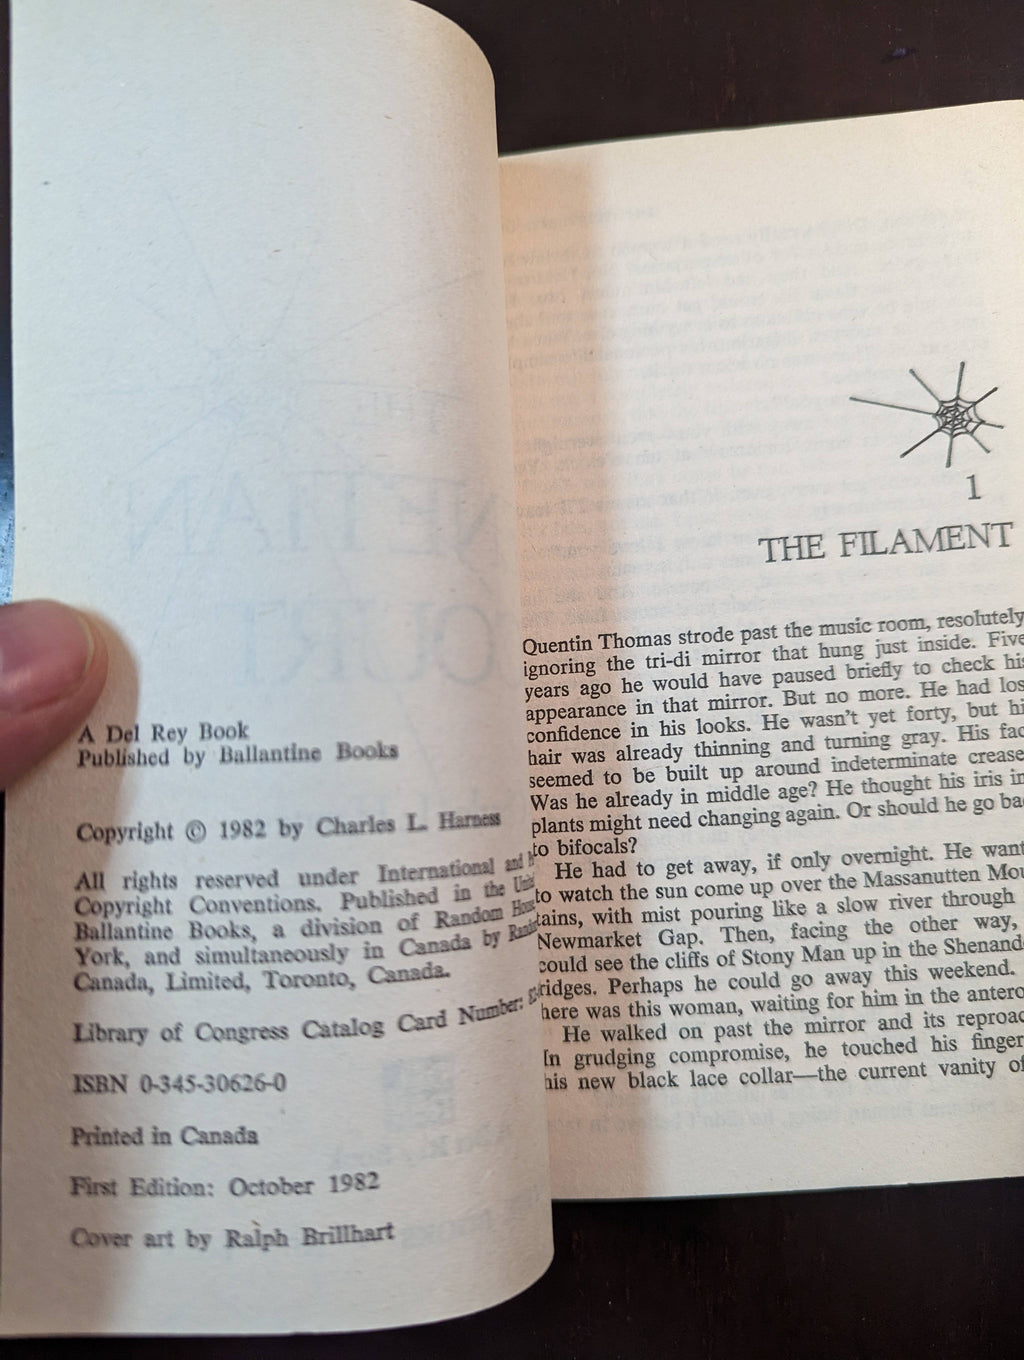 A Del Rey Book
Published by Ballantine Books
Copyright © 1982 by Charles L. Harness
All rights reserved under International and
Copyright Conventions. Published in the
Ballantine Books, a division of Random
York, and simultaneously in Canada by
Canada, Limited, Toronto, Canada.
Library of Congress Catalog Card Number:
ISBN 0-345-30626-0
Printed in Canada
First Edition: October 1982
Cover art by Ralph Brillhart
1
THE FILAMENT
Quentin Thomas strode past the music room, resolutely
ignoring the tri-di mirror that hung just inside. Five
years ago he would have paused briefly to check his
appearance in that mirror. But no more. He had los
confidence in his looks. He wasn't yet forty, but hi
hair was already thinning and turning gray. His fac
seemed to be built up around indeterminate crease
Was he already in middle age? He thought his iris in
plants might need changing again. Or should he go ba
to bifocals?
He had to get away, if only overnight. He want
to watch the sun come up over the Massanutten Mou
tains, with mist pouring like a slow river through
Newmarket Gap. Then, facing the other way,
could see the cliffs of Stony Man up in the Shenand
ridges. Perhaps he could go away this weekend.
here was this woman, waiting for him in the antero
He walked on past the mirror and its reproac
In grudging compromise, he touched his finger
his new black lace collar—the current vanity of